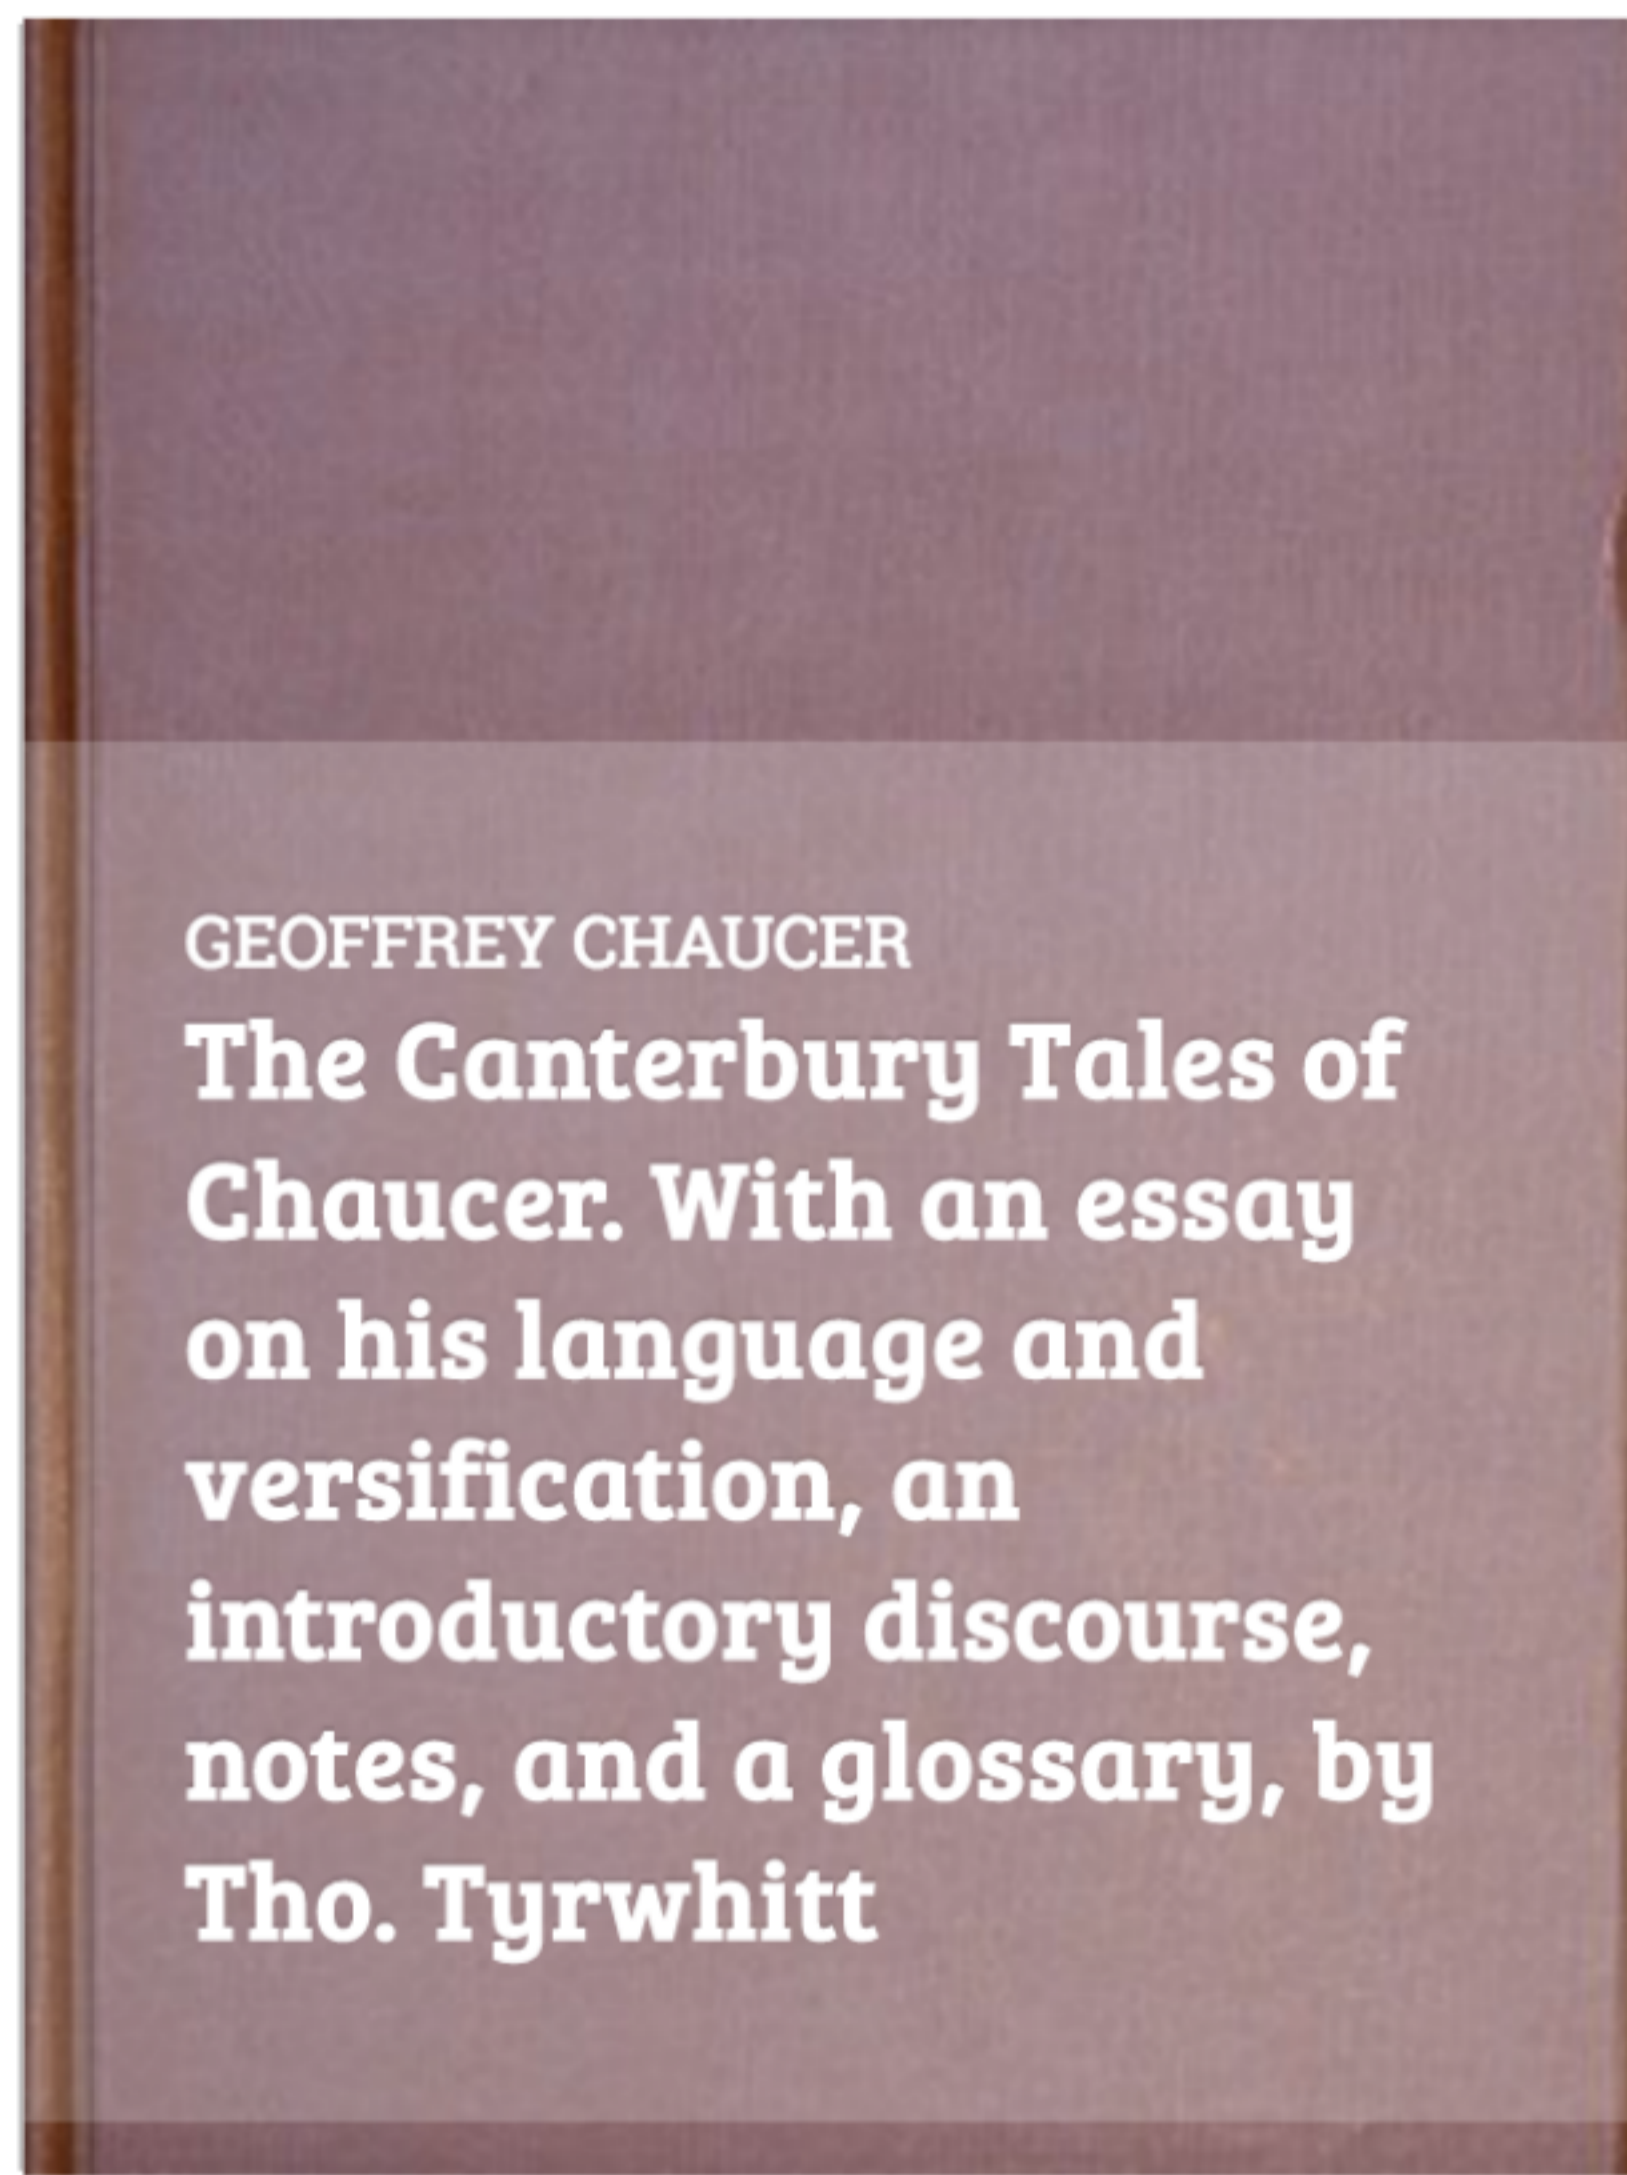 GEOFFREY CHAUCER
The Canterbury Tales of
Chaucer. With an essay
on his language and
versification, an
introductory discourse,
notes, and a glossary, by
Tho. Tyrwhitt